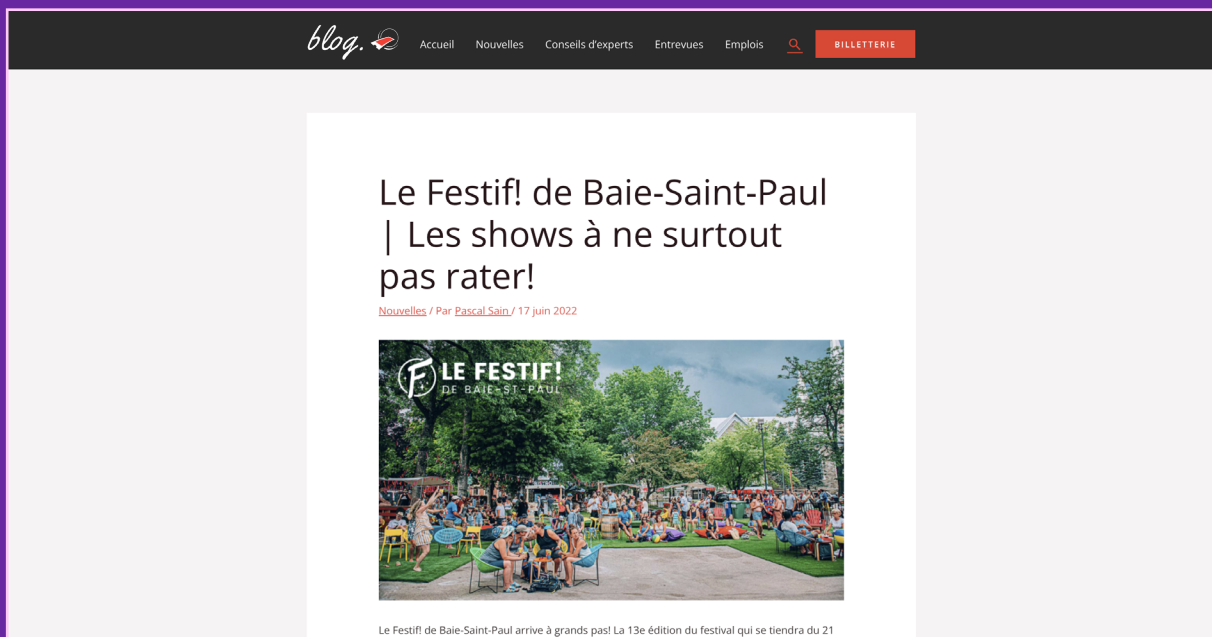 blog.
Accueil Nouvelles Conseils d'experts Entrevues Emplois BILLETTERIE
Le Festif! de Baie-Saint-Paul
| Les shows à ne surtout
pas rater!
Nouvelles / Par Pascal Sain / 17 juin 2022
F LE FESTIF!
DE BAIE-ST-PAUL
Le Festif! de Baie-Saint-Paul arrive à grands pas! La 13e édition du festival qui se tiendra du 21